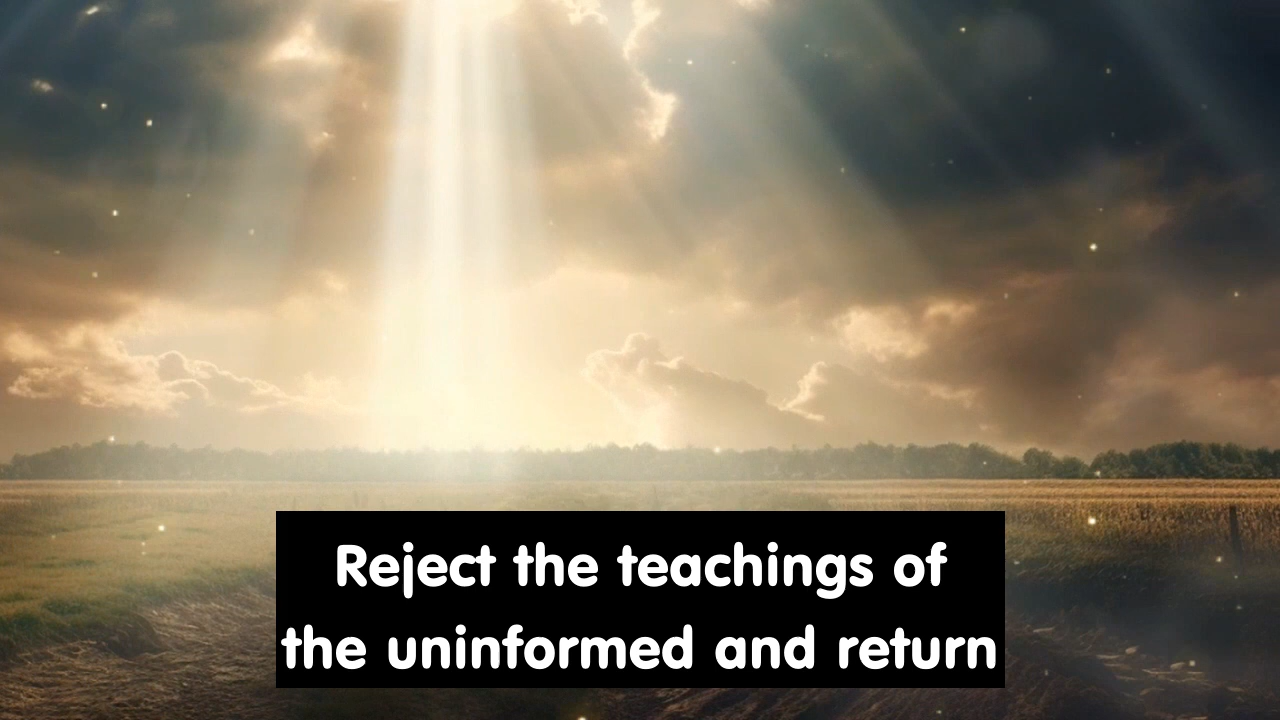 Reject the teachings of
the uninformed and return